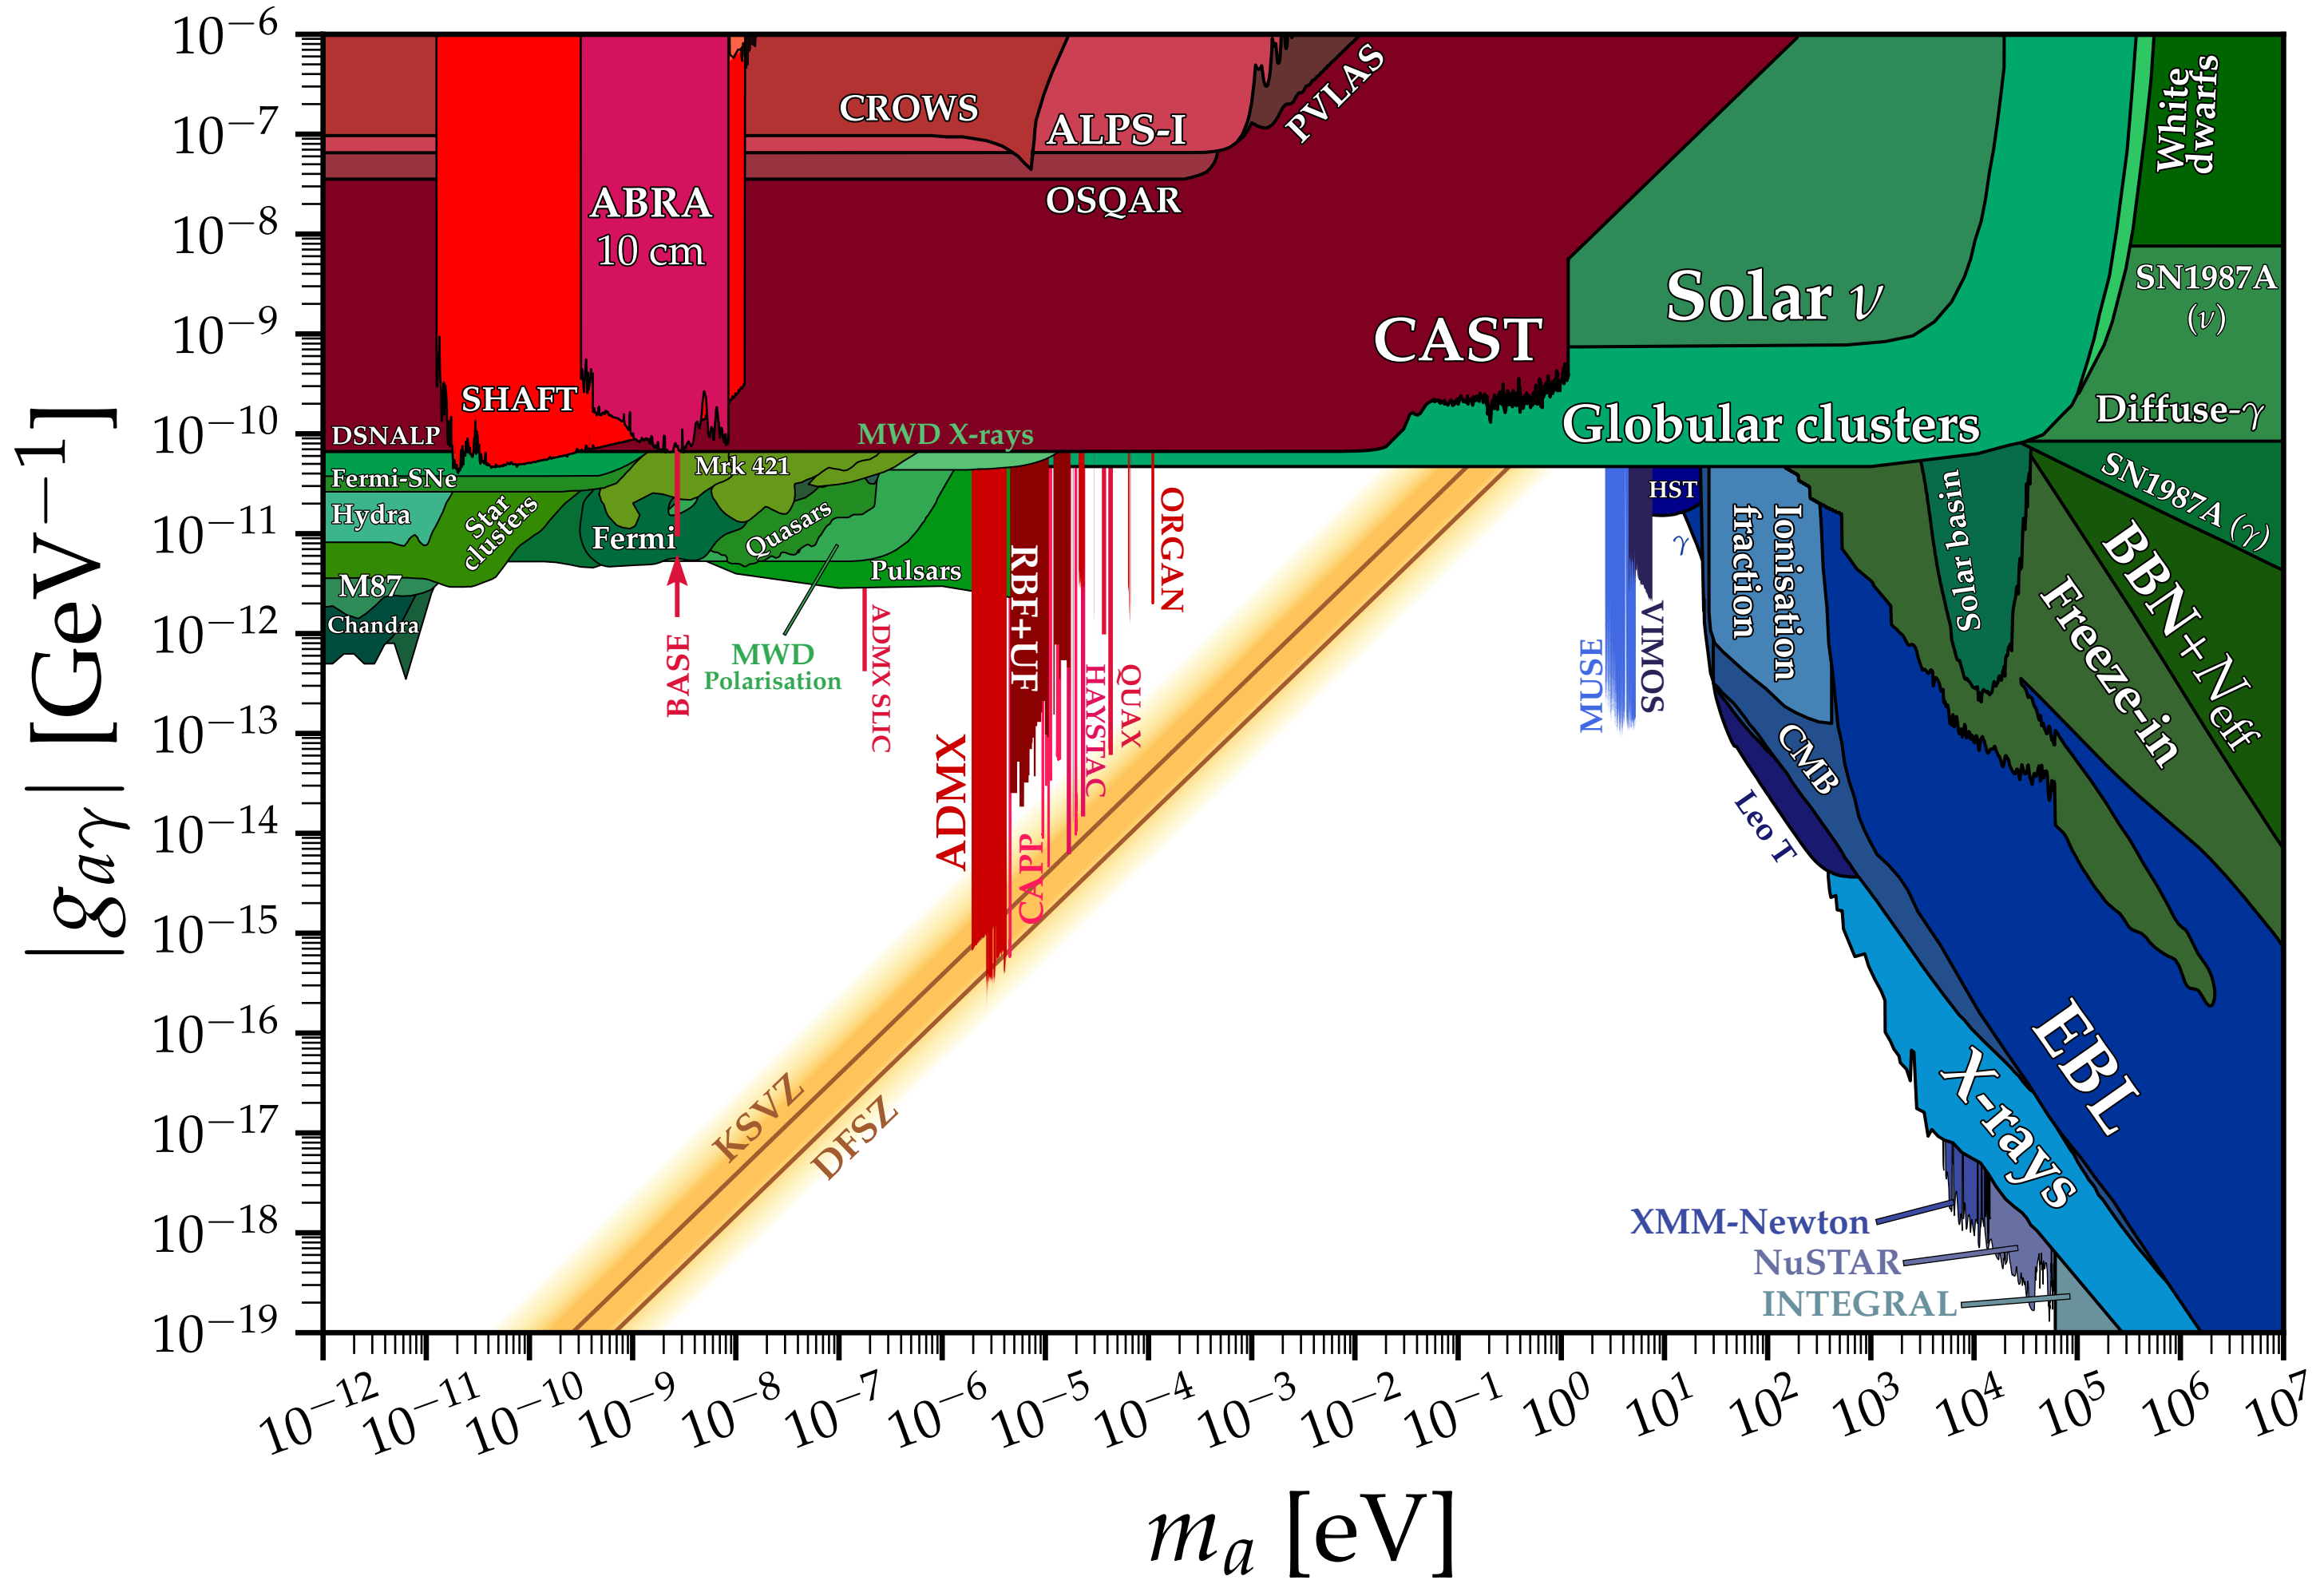 10⁻⁶
10⁻⁷
10⁻⁸
10⁻⁹
10⁻¹⁰
10⁻¹¹
10⁻¹²
10⁻¹³
10⁻¹⁴
10⁻¹⁵
10⁻¹⁶
10⁻¹⁷
10⁻¹⁸
10⁻¹⁹
|g_aγ| [GeV⁻¹]
CROWS
ALPS-I
PVLAS
OSQAR
ABRA
10 cm
SHAFT
CAST
Solar ν
Globular clusters
White
dwarfs
SN1987A
(ν)
Diffuse-γ
SN1987A (γ)
DSNALP
Fermi-SNe
Hydra
Star
clusters
M87
Chandra
MWD X-rays
Mrk 421
Fermi
Quasars
Pulsars
BASE
MWD
Polarisation
ADMX SLIC
ADMX
RBF+UF
CAPP
HAYSTAC
QUAX
ORGAN
KSVZ
DFSZ
MUSE
VIMOS
HST
γ
Ionisation
fraction
Solar basin
Freeze-in
BBN+N_eff
CMB
Leo T
EBL
X-rays
XMM-Newton
NuSTAR
INTEGRAL
10⁻¹²
10⁻¹¹
10⁻¹⁰
10⁻⁹
10⁻⁸
10⁻⁷
10⁻⁶
10⁻⁵
10⁻⁴
10⁻³
10⁻²
10⁻¹
10⁰
10¹
10²
10³
10⁴
10⁵
10⁶
10⁷
m_a [eV]